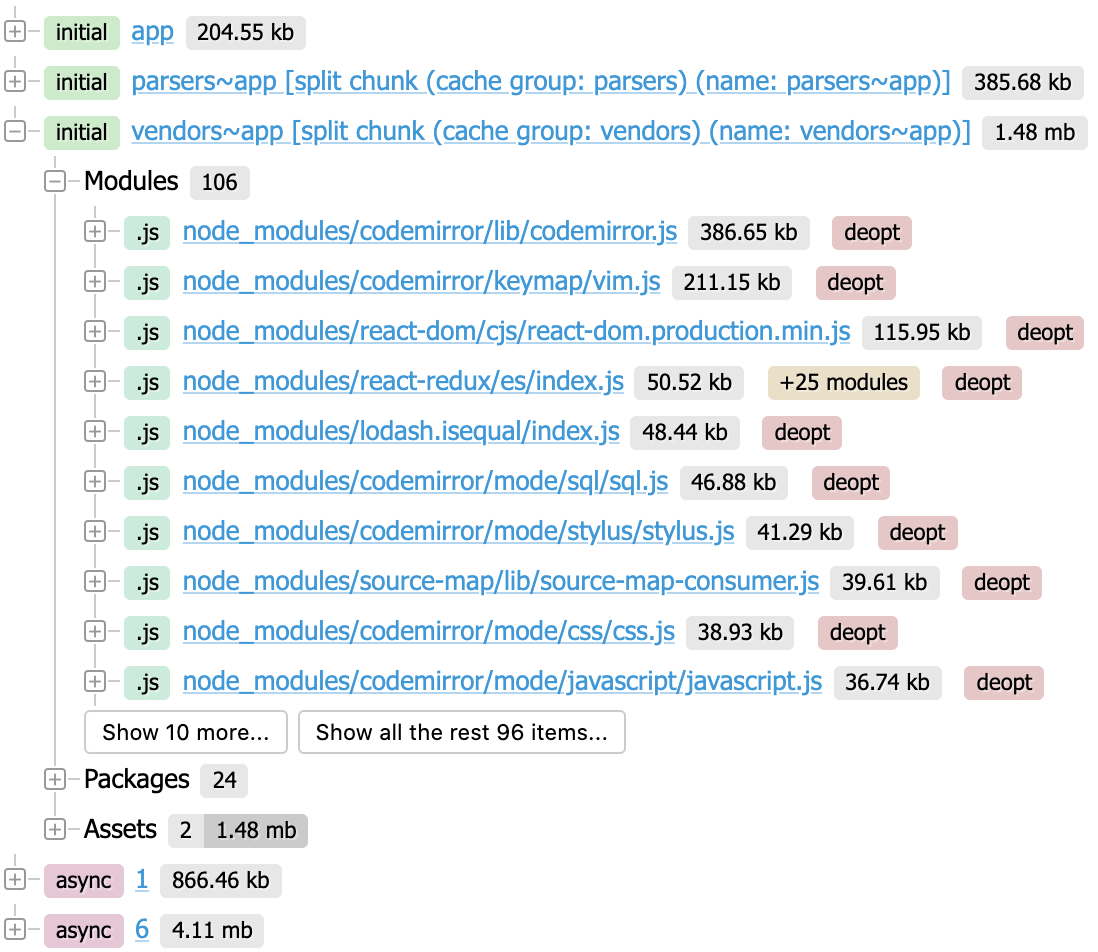 initial app 204.55 kb
initial parsers~app [split chunk (cache group: parsers) (name: parsers~app)] 385.68 kb
initial vendors~app [split chunk (cache group: vendors) (name: vendors~app)] 1.48 mb
Modules 106
.js node_modules/codemirror/lib/codemirror.js 386.65 kb deopt
.js node_modules/codemirror/keymap/vim.js 211.15 kb deopt
.js node_modules/react-dom/cjs/react-dom.production.min.js 115.95 kb deopt
.js node_modules/react-redux/es/index.js 50.52 kb +25 modules deopt
.js node_modules/lodash.isequal/index.js 48.44 kb deopt
.js node_modules/codemirror/mode/sql/sql.js 46.88 kb deopt
.js node_modules/codemirror/mode/stylus/stylus.js 41.29 kb deopt
.js node_modules/source-map/lib/source-map-consumer.js 39.61 kb deopt
.js node_modules/codemirror/mode/css/css.js 38.93 kb deopt
.js node_modules/codemirror/mode/javascript/javascript.js 36.74 kb deopt
Show 10 more... Show all the rest 96 items...
Packages 24
Assets 2 1.48 mb
async 1 866.46 kb
async 6 4.11 mb